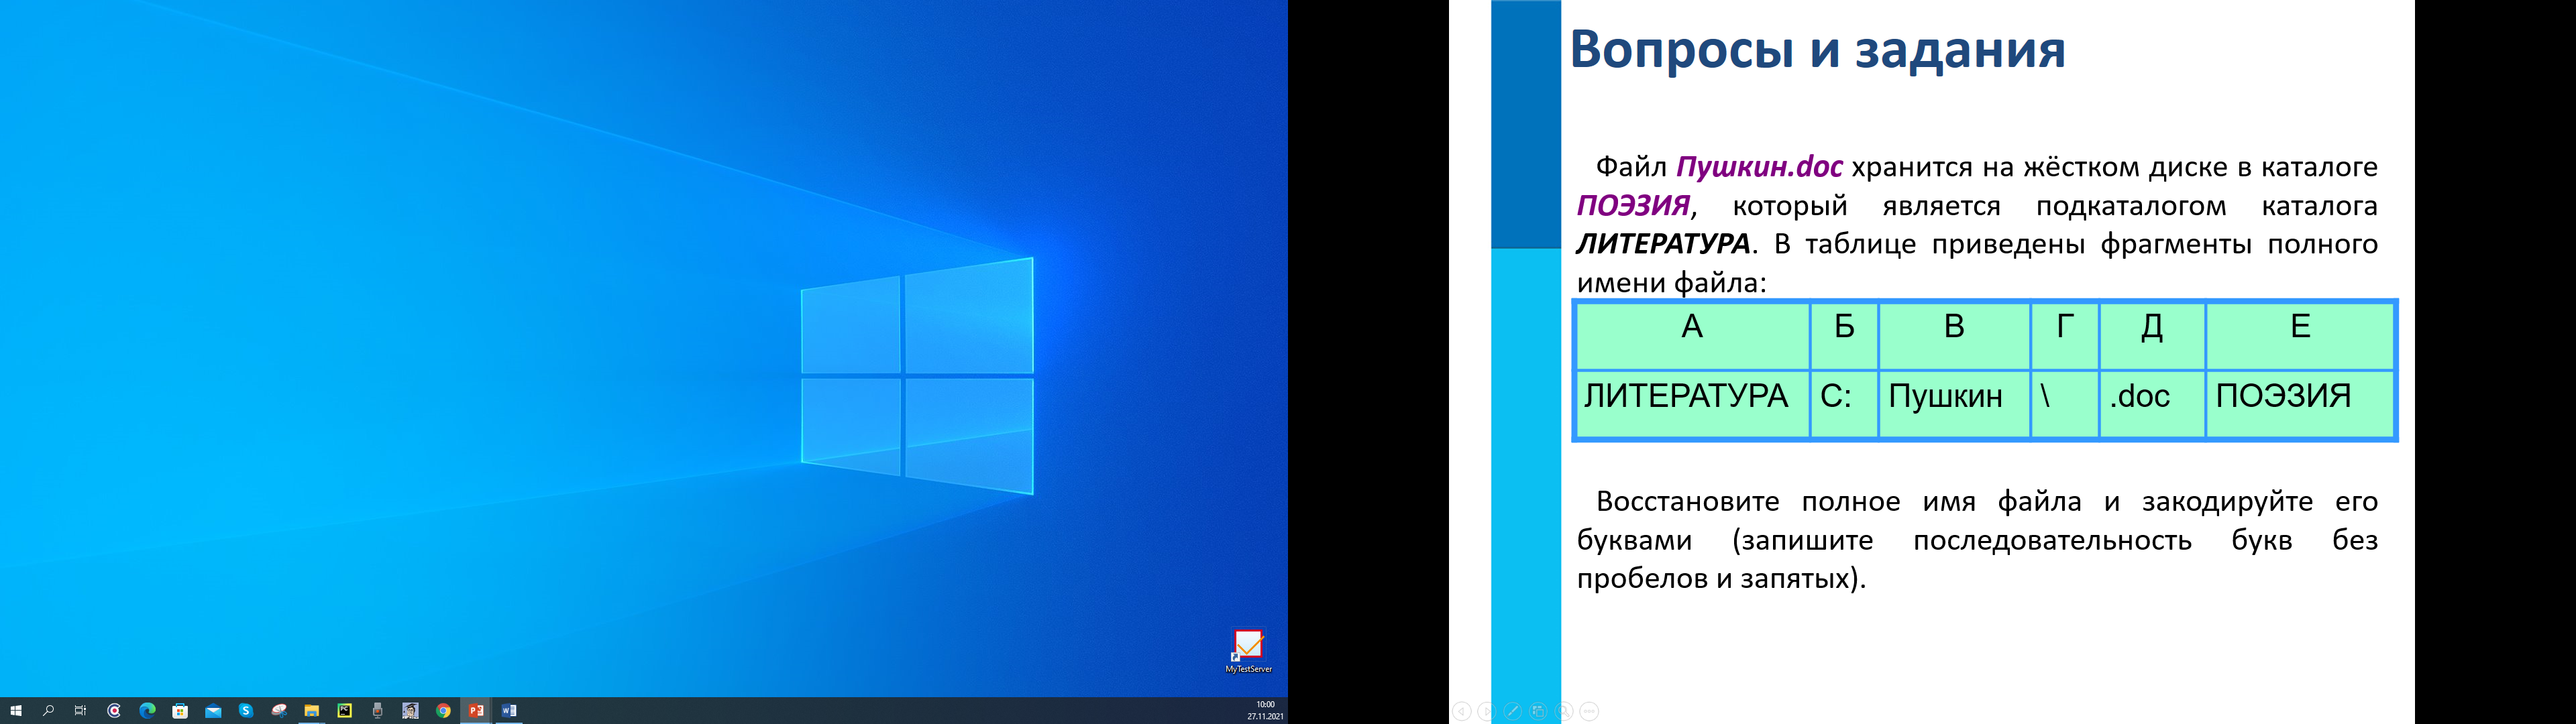 MyTestServer
10:00
27.11.2021
Вопросы и задания
Файл Пушкин.doc хранится на жёстком диске в каталоге
ПОЭЗИЯ, который является подкаталогом каталога
ЛИТЕРАТУРА. В таблице приведены фрагменты полного
имени файла:
А Б В Г Д Е
ЛИТЕРАТУРА С: Пушкин \ .doc ПОЭЗИЯ
Восстановите полное имя файла и закодируйте его
буквами (запишите последовательность букв без
пробелов и запятых).